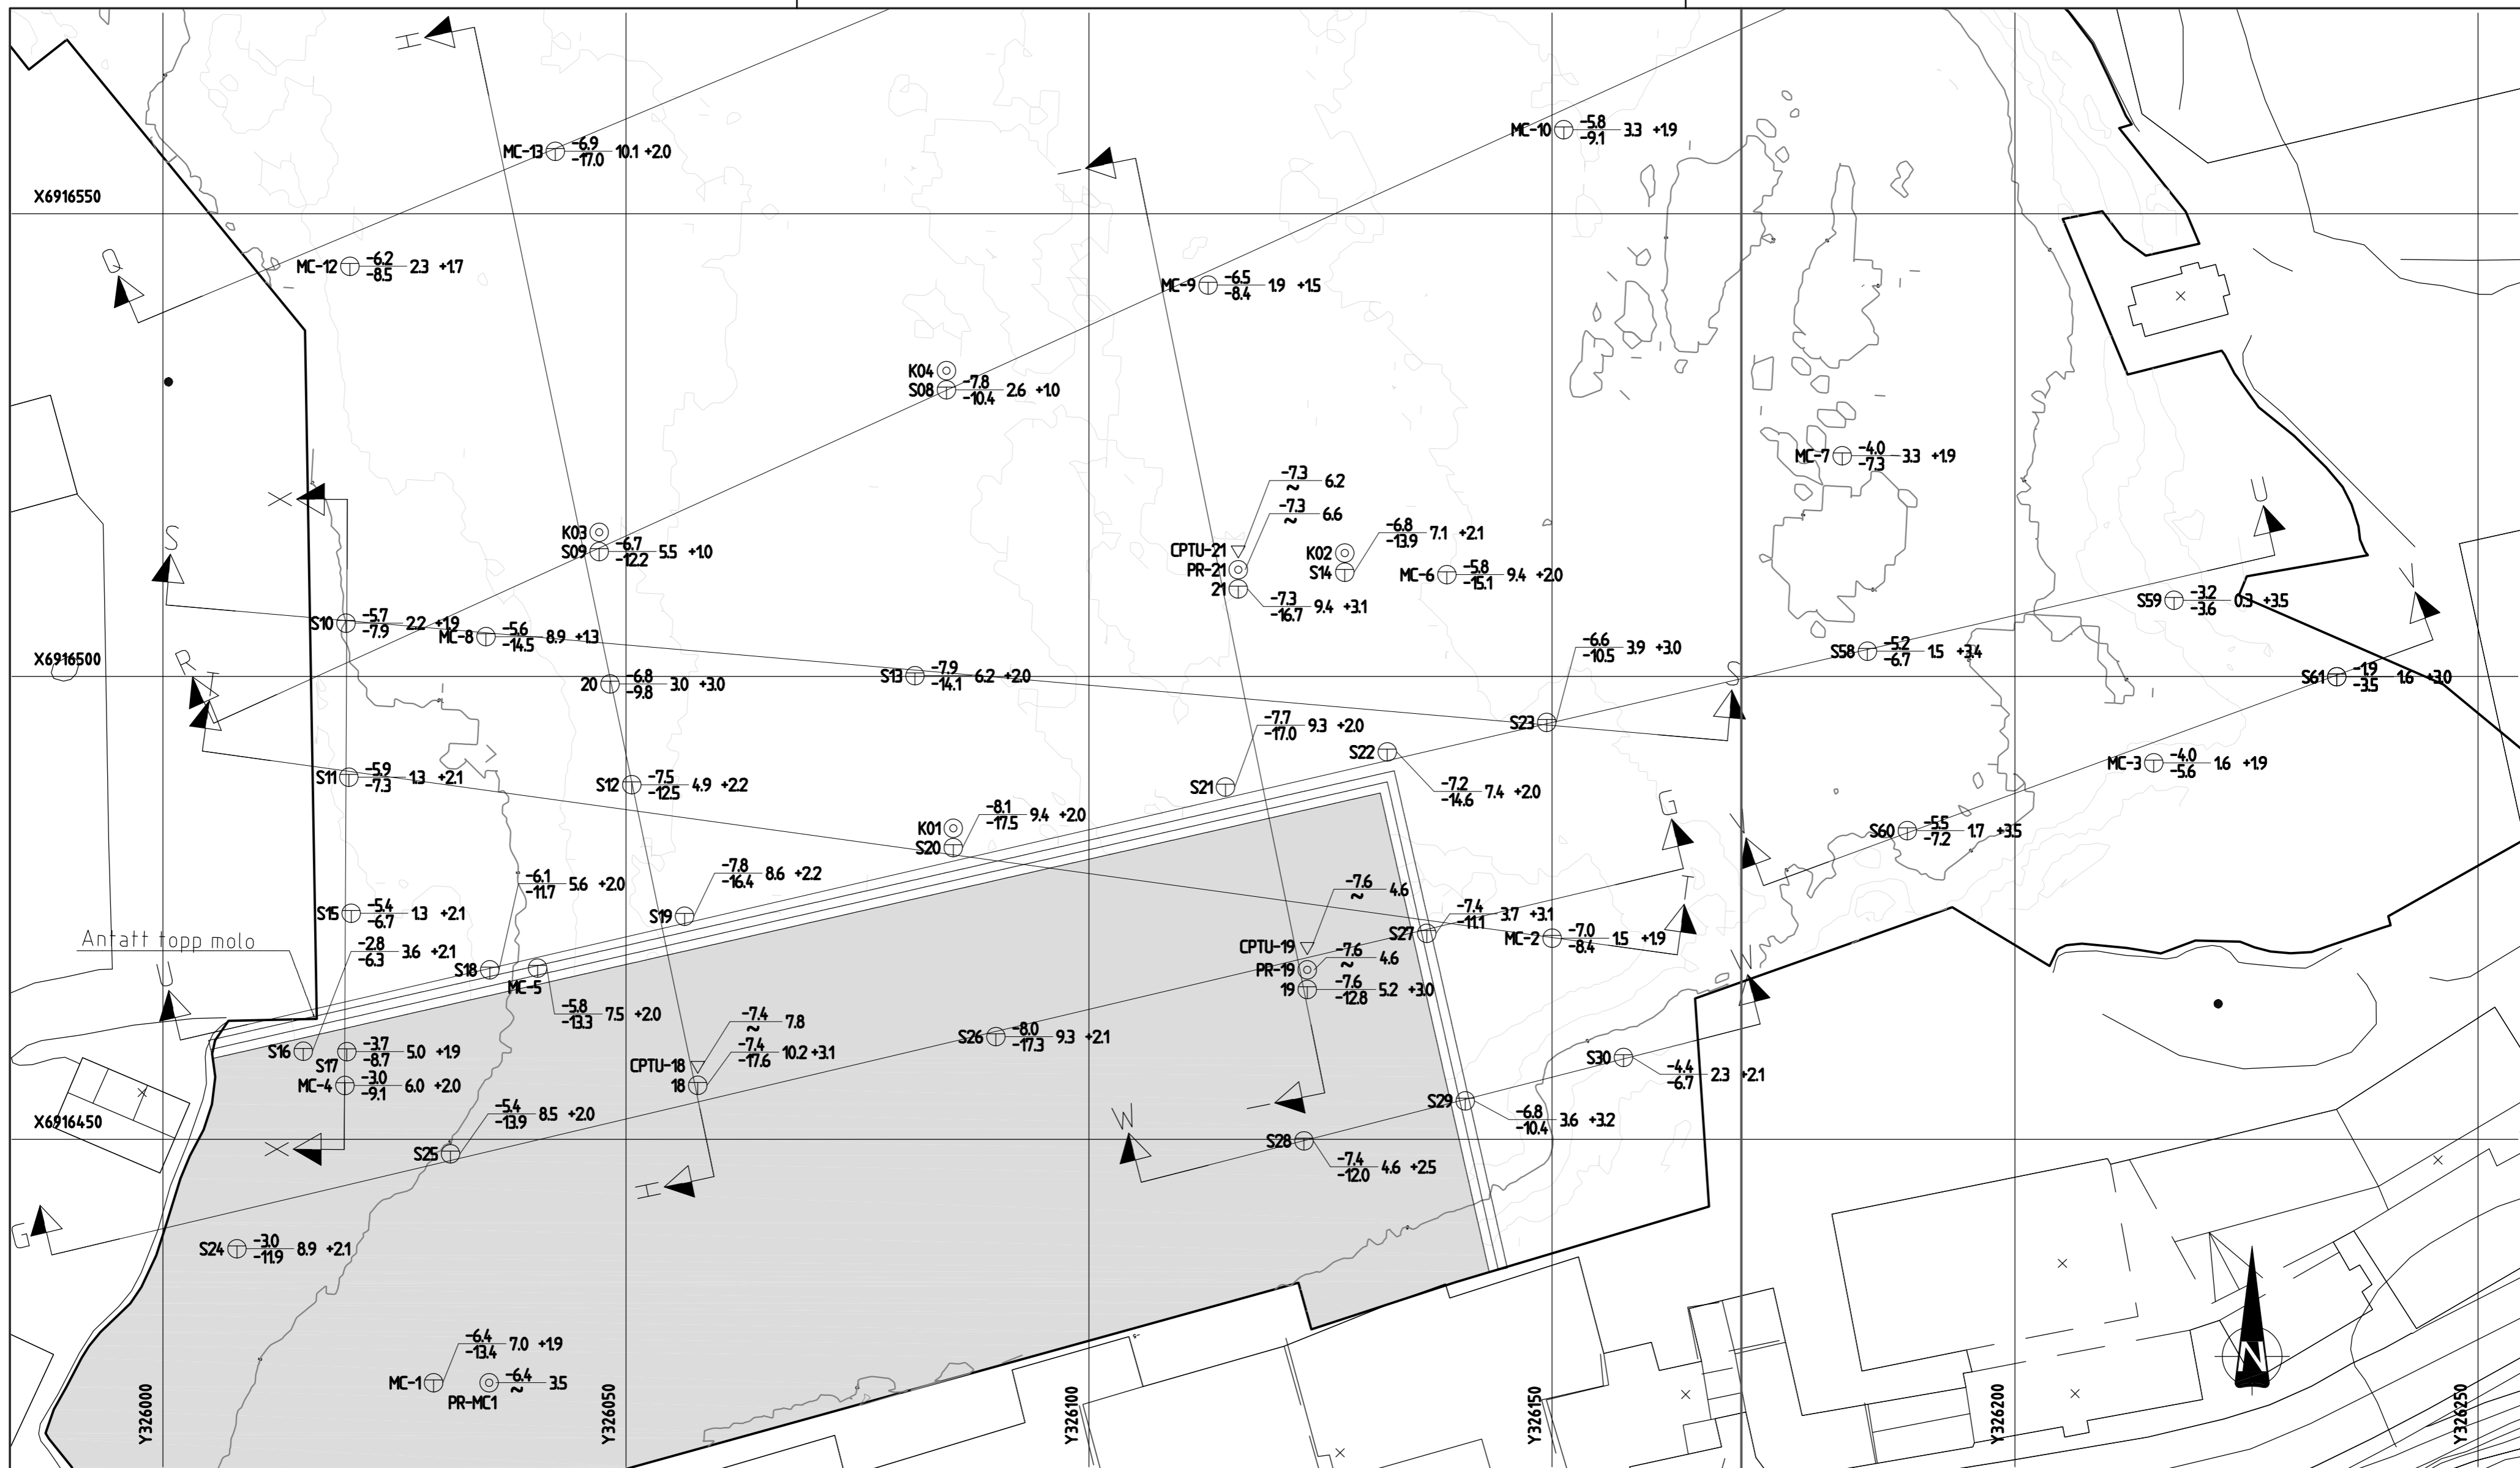 H
MC-10 -5.8 3.3 +1.9
-9.1
MC-13 -6.9 10.1 +2.0
-17.0
I
X6916550
Q
MC-12 -6.2 2.3 +1.7
-8.5
MC-9 -6.5 1.9 +1.5
-8.4
K04
S08 -7.8 2.6 +1.0
-10.4
MC-7 -4.0 3.3 +1.9
-7.3
-7.3 6.2
~
X
U
-7.3 6.6
~
K03
S09 -6.7 5.5 +1.0
-12.2
S
CPTU-21
PR-21
21
-7.3 9.4 +3.1
-16.7
K02
S14
-6.8 7.1 +2.1
-13.9
MC-6 -5.8 9.4 +2.0
-15.1
V
S59 -3.2 0.3 +3.5
-3.6
S10 -5.7 2.2 +1.9
-7.9
MC-8 -5.6 8.9 +1.3
-14.5
-6.6 3.9 +3.0
-10.5
S58 -5.2 1.5 +3.4
-6.7
X6916500
R
T
20 -6.8 3.0 +3.0
-9.8
S13 -7.9 6.2 +2.0
-14.1
S
S61 -1.9 1.6 +3.0
-3.5
S23
-7.7 9.3 +2.0
-17.0
S22
MC-3 -4.0 1.6 +1.9
-5.6
S11 -5.9 1.3 +2.1
-7.3
S12 -7.5 4.9 +2.2
-12.5
S21
-7.2 7.4 +2.0
-14.6
G
-8.1 9.4 +2.0
-17.5
K01
S20
V
S60 -5.5 1.7 +3.5
-7.2
-7.8 8.6 +2.2
-16.4
-6.1 5.6 +2.0
-11.7
-7.6 4.6
~
T
S15 -5.4 1.3 +2.1
-6.7
S19
-7.4 3.7 +3.1
-11.1
Antatt topp molo
-2.8 3.6 +2.1
-6.3
S27
MC-2 -7.0 1.5 +1.9
-8.4
CPTU-19
-7.6 4.6
~
PR-19
19 -7.6 5.2 +3.0
-12.8
W
U
S18
MC-5
-5.8 7.5 +2.0
-13.3
-7.4 7.8
~
S26 -8.0 9.3 +2.1
-17.3
S16
S17 -3.7 5.0 +1.9
-8.7
-7.4 10.2 +3.1
-17.6
S30
-4.4 2.3 +2.1
-6.7
CPTU-18
18
MC-4 -3.0 6.0 +2.0
-9.1
I
S29
-6.8 3.6 +3.2
-10.4
X6916450
-5.4 8.5 +2.0
-13.9
W
X
S25
S28
-7.4 4.6 +2.5
-12.0
H
G
S24 -3.0 8.9 +2.1
-11.9
-6.4 7.0 +1.9
-13.4
MC-1
PR-MC1
-6.4 3.5
~
N
Y326000
Y326050
Y326100
Y326150
Y326200
Y326250